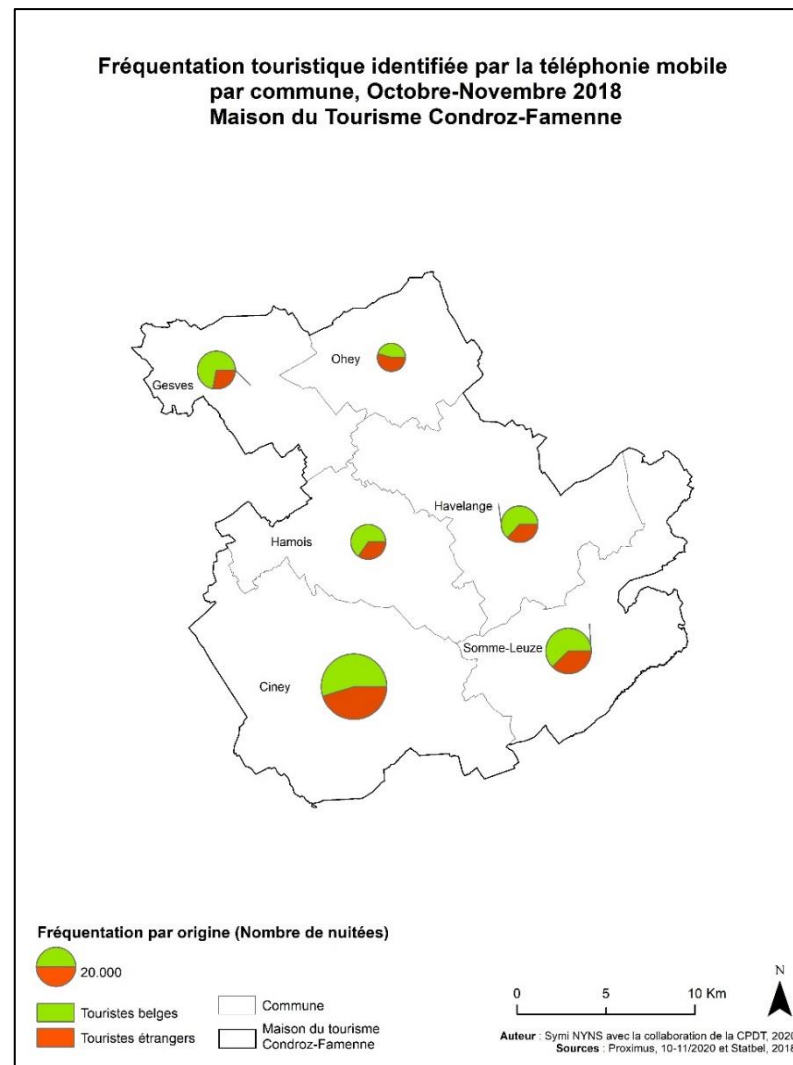 Fréquentation touristique identifiée par la téléphonie mobile
par commune, Octobre-Novembre 2018
Maison du Tourisme Condroz-Famenne
Ohey
Gesves
Havelange
Hamois
Somme-Leuze
Ciney
Fréquentation par origine (Nombre de nuitées)
20.000
Touristes belges
Touristes étrangers
Commune
Maison du tourisme
Condroz-Famenne
0 5 10 Km
N
Auteur : Symi NYNS avec la collaboration de la CPDT, 2020
Sources : Proximus, 10-11/2020 et Statbel, 2018